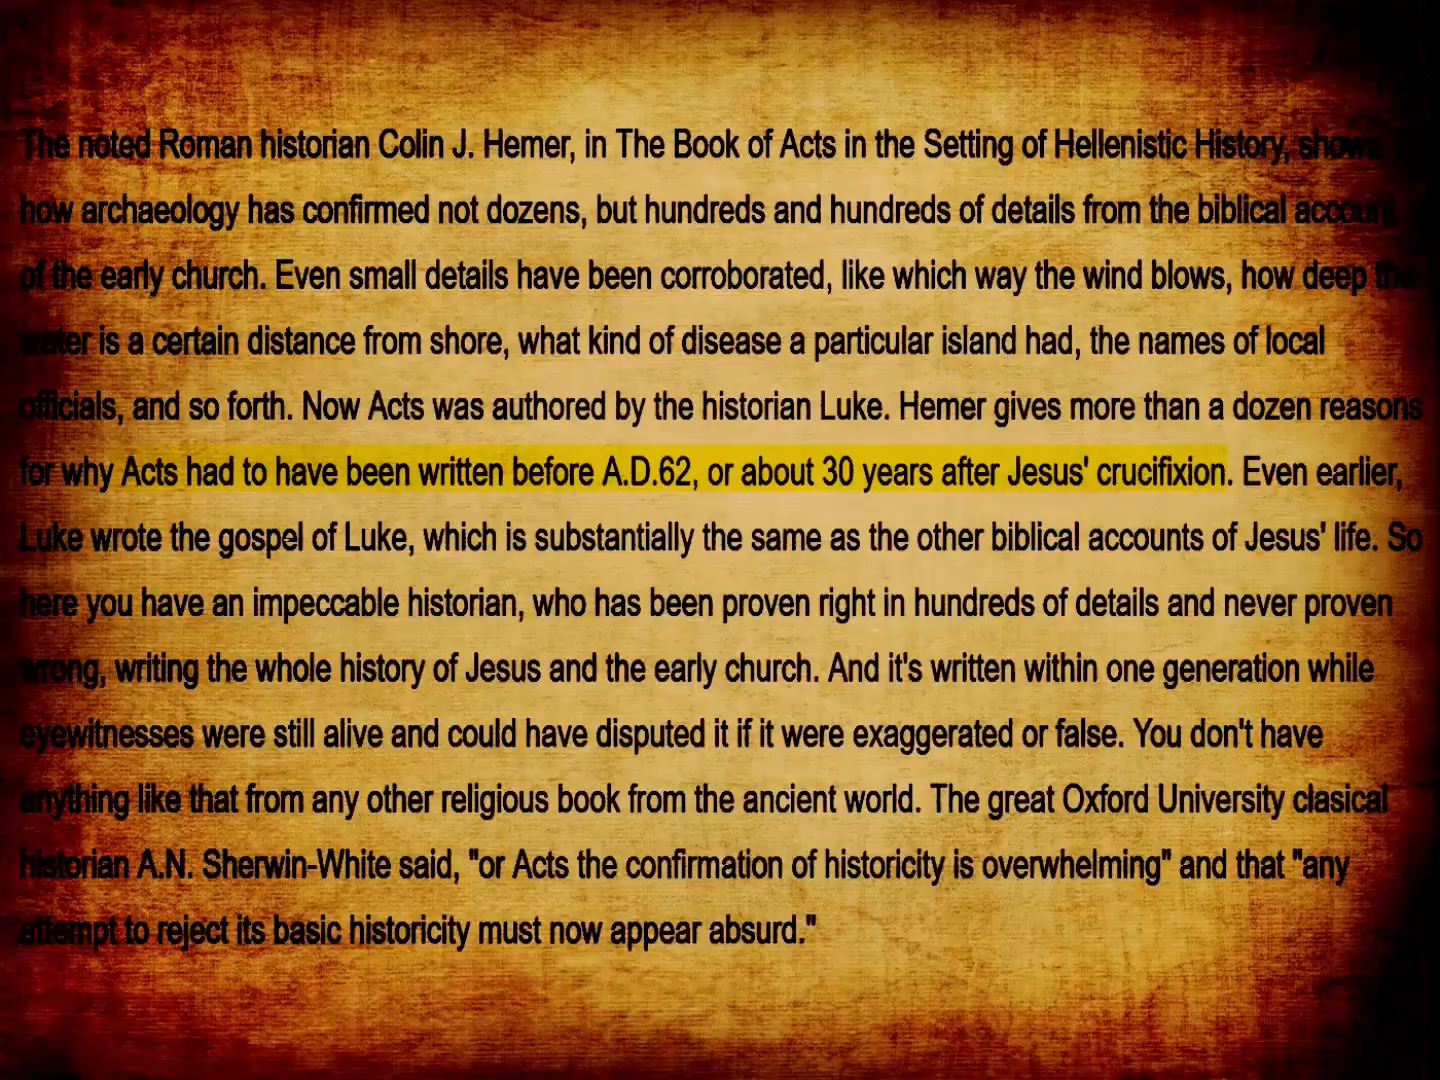 The noted Roman historian Colin J. Hemer, in The Book of Acts in the Setting of Hellenistic History, shows
how archaeology has confirmed not dozens, but hundreds and hundreds of details from the biblical account
of the early church. Even small details have been corroborated, like which way the wind blows, how deep the
water is a certain distance from shore, what kind of disease a particular island had, the names of local
officials, and so forth. Now Acts was authored by the historian Luke. Hemer gives more than a dozen reasons
for why Acts had to have been written before A.D.62, or about 30 years after Jesus' crucifixion. Even earlier,
Luke wrote the gospel of Luke, which is substantially the same as the other biblical accounts of Jesus' life. So
here you have an impeccable historian, who has been proven right in hundreds of details and never proven
wrong, writing the whole history of Jesus and the early church. And it's written within one generation while
eyewitnesses were still alive and could have disputed it if it were exaggerated or false. You don't have
anything like that from any other religious book from the ancient world. The great Oxford University clasical
historian A.N. Sherwin-White said, "or Acts the confirmation of historicity is overwhelming" and that "any
attempt to reject its basic historicity must now appear absurd."